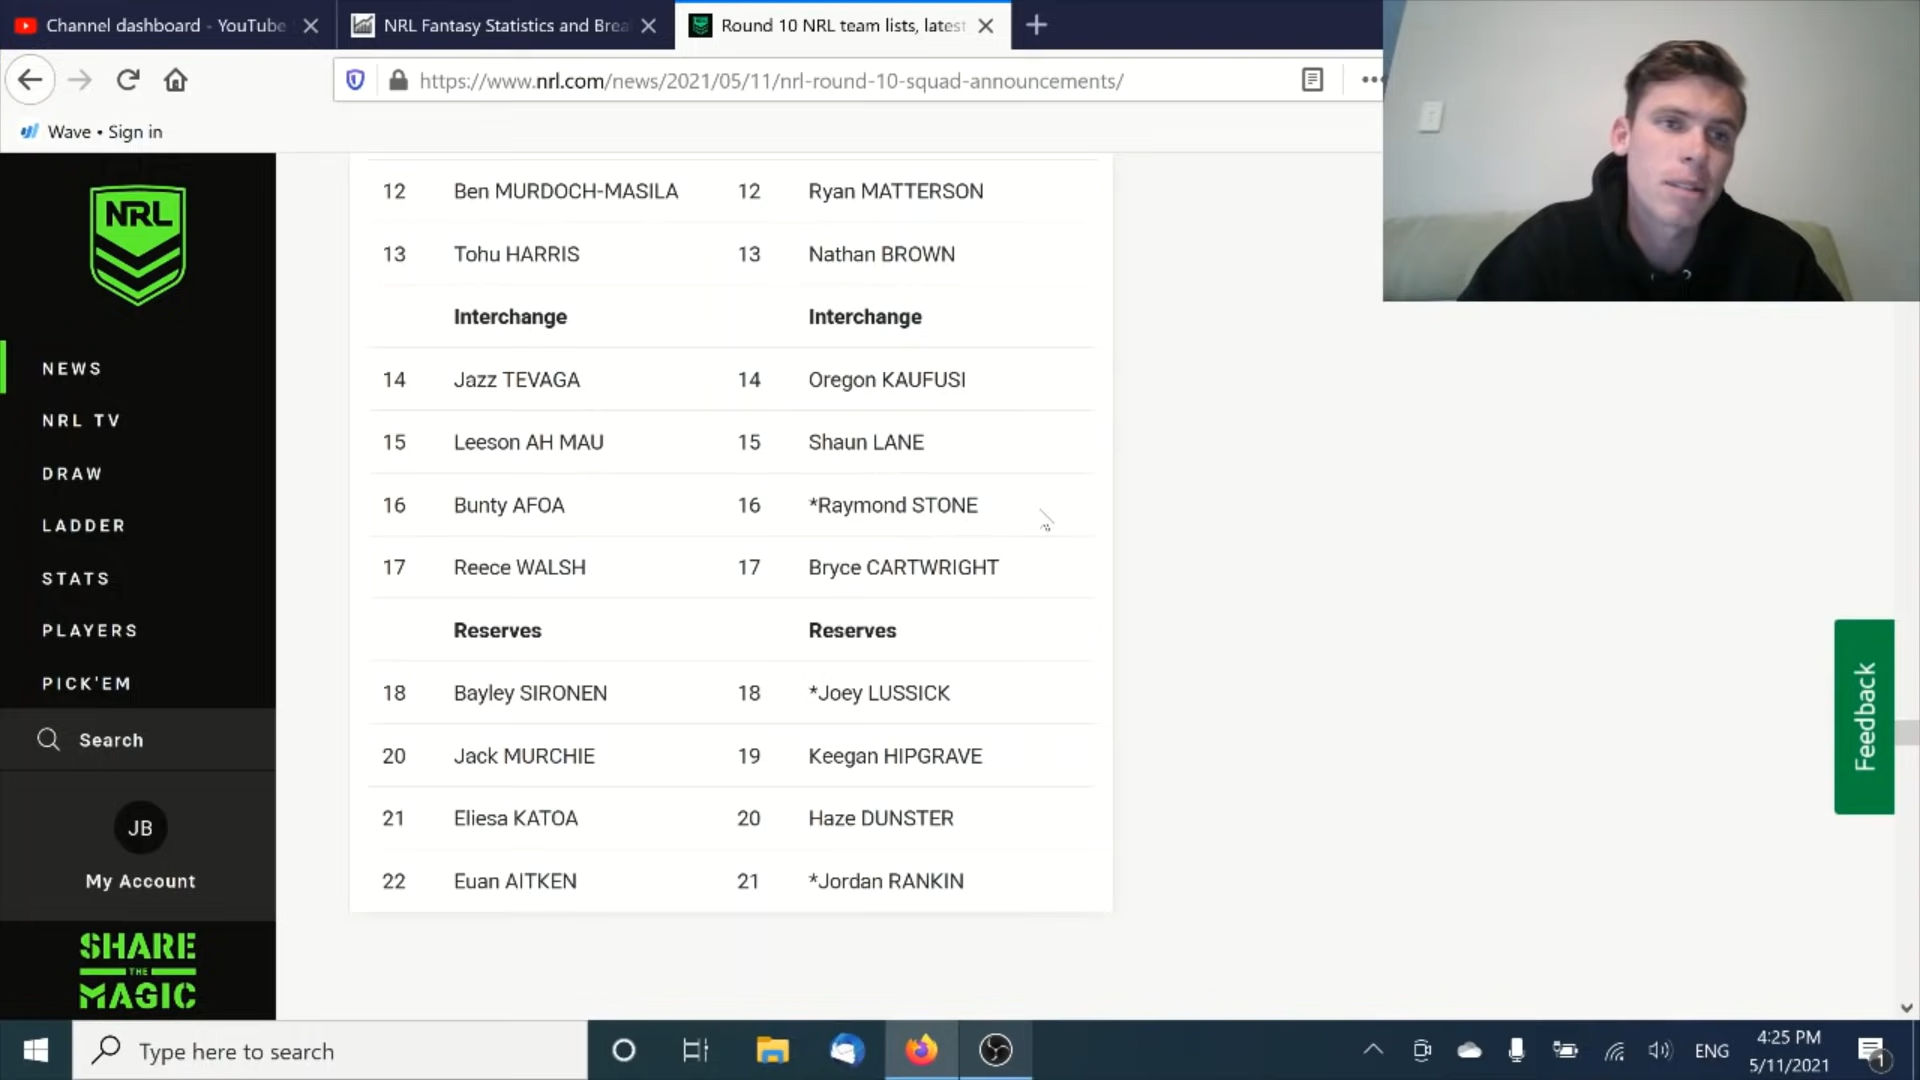 Channel dashboard - YouTube
NRL Fantasy Statistics and Brea
Round 10 NRL team lists, latest
https://www.nrl.com/news/2021/05/11/nrl-round-10-squad-announcements/
Wave • Sign in
NRL
NEWS
NRL TV
DRAW
LADDER
STATS
PLAYERS
PICK'EM
Search
JB
My Account
SHARE
THE
MAGIC
12 Ben MURDOCH-MASILA 12 Ryan MATTERSON
13 Tohu HARRIS 13 Nathan BROWN
Interchange Interchange
14 Jazz TEVAGA 14 Oregon KAUFUSI
15 Leeson AH MAU 15 Shaun LANE
16 Bunty AFOA 16 *Raymond STONE
17 Reece WALSH 17 Bryce CARTWRIGHT
Reserves Reserves
18 Bayley SIRONEN 18 *Joey LUSSICK
20 Jack MURCHIE 19 Keegan HIPGRAVE
21 Eliesa KATOA 20 Haze DUNSTER
22 Euan AITKEN 21 *Jordan RANKIN
Feedback
Type here to search
ENG
4:25 PM
5/11/2021
1